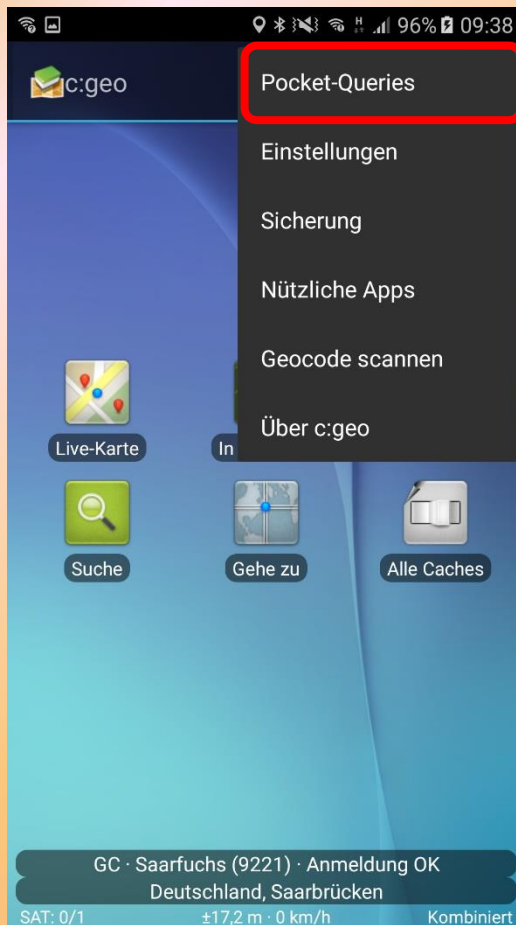 H 96% 09:38
c:geo
Pocket-Queries
Einstellungen
Sicherung
Nützliche Apps
Geocode scannen
Über c:geo
Live-Karte
In
Suche
Gehe zu
Alle Caches
GC · Saarfuchs (9221) · Anmeldung OK
Deutschland, Saarbrücken
SAT: 0/1
±17,2 m · 0 km/h
Kombiniert